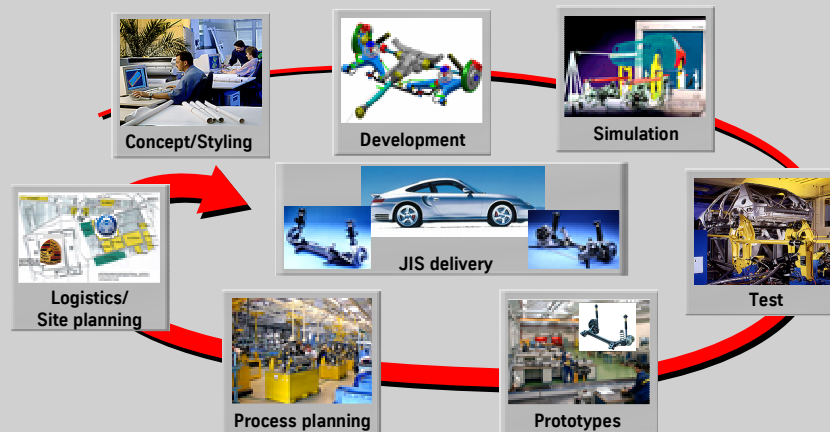 Concept/Styling
Development
Simulation
Test
Prototypes
Process planning
Logistics/
Site planning
JIS delivery